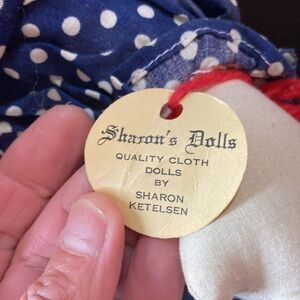 Sharon's Dolls
QUALITY CLOTH
DOLLS
BY
SHARON
KETELSEN